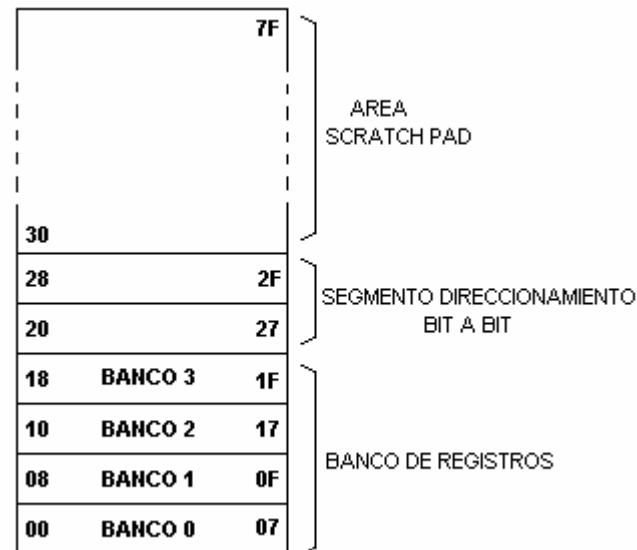 7F
AREA
SCRATCH PAD
30
28 2F
SEGMENTO DIRECCIONAMIENTO
BIT A BIT
20 27
18 BANCO 3 1F
10 BANCO 2 17
BANCO DE REGISTROS
08 BANCO 1 0F
00 BANCO 0 07